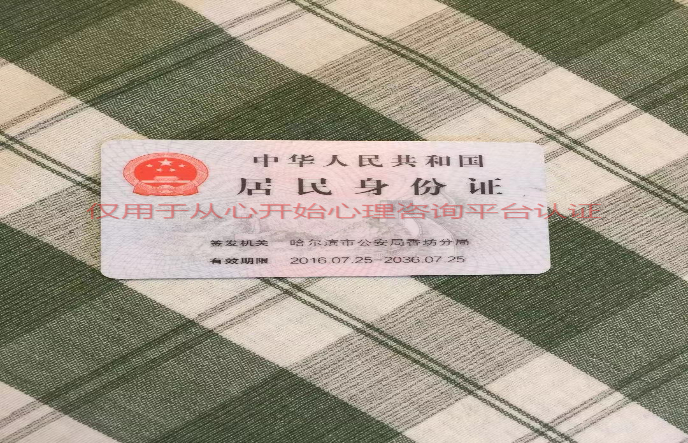 中华人民共和国
居民身份证
仅用于从心开始心理咨询平台认证
签发机关 哈尔滨市公安局香坊分局
有效期限 2016.07.25-2036.07.25